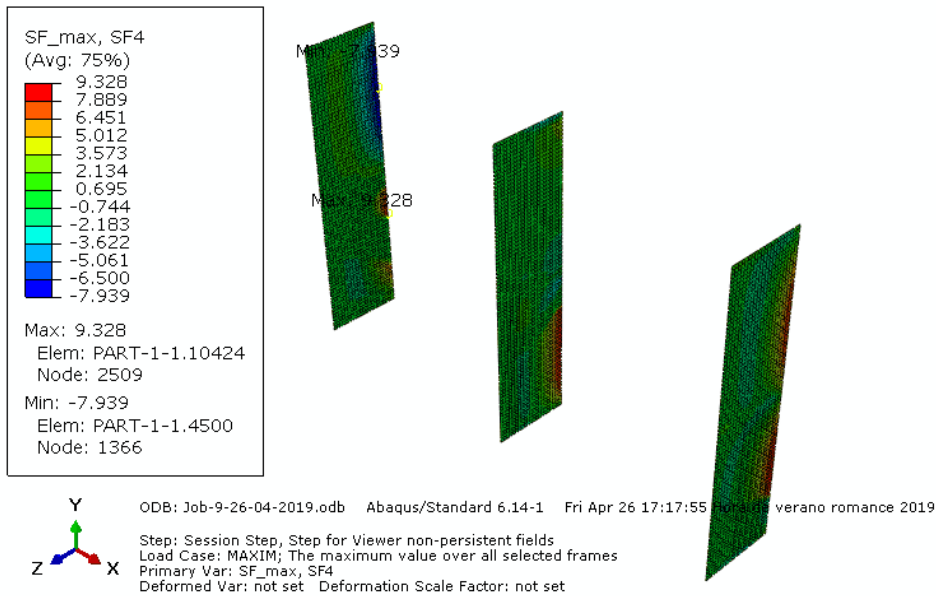 SF_max, SF4
(Avg: 75%)
9.328
7.889
6.451
5.012
3.573
2.134
0.695
-0.744
-2.183
-3.622
-5.061
-6.500
-7.939
Max: 9.328
Elem: PART-1-1.10424
Node: 2509
Min: -7.939
Elem: PART-1-1.4500
Node: 1366
Min: -7.939
Max: 9.328
Y
Z
X
ODB: Job-9-26-04-2019.odb Abaqus/Standard 6.14-1 Fri Apr 26 17:17:55 Hora de verano romance 2019
Step: Session Step, Step for Viewer non-persistent fields
Load Case: MAXIM; The maximum value over all selected frames
Primary Var: SF_max, SF4
Deformed Var: not set Deformation Scale Factor: not set